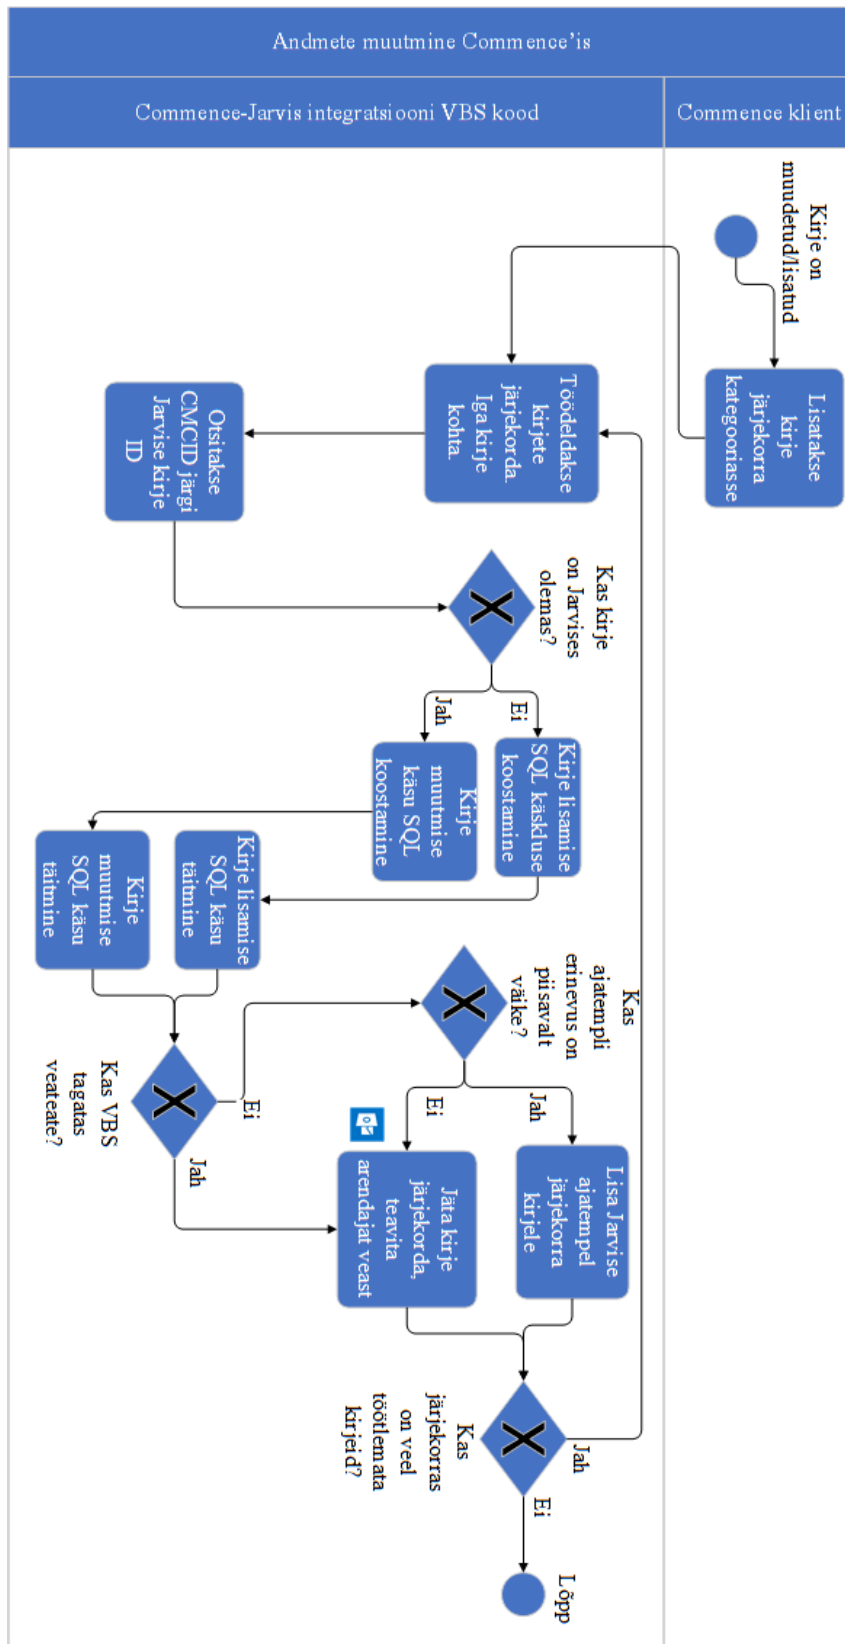 Andmete muutmine Commence'is
Commence-Jarvis integratsiooni VBS kood
Commence klient
Kirje on
muudetud/lisatud
Lisatakse
kirje
järjekorra
kategooriasse
Töödeldakse
kirjete
järjekorda.
Iga kirje
kohta.
Otsitakse
CMCID järgi
Jarvise kirje
ID
Kas kirje
on Jarvises
olemas?
Ei
Jah
Kirje lisamise
SQL käskluse
koostamine
Kirje
muutmise
käsu SQL
koostamine
Kirje lisamise
SQL käsu
täitmine
Kirje
muutmise
SQL käsu
täitmine
Kas VBS
tagatas
veateate?
Ei
Jah
Kas
ajatempli
erinevus on
piisavalt
väike?
Jah
Ei
Lisa Jarvise
ajatempel
järjekorra
kirjele
Jäta kirje
järjekorda,
teavita
arendajat veast
Kas
järjekorras
on veel
töötlemata
kirjeid?
Jah
Ei
Lõpp